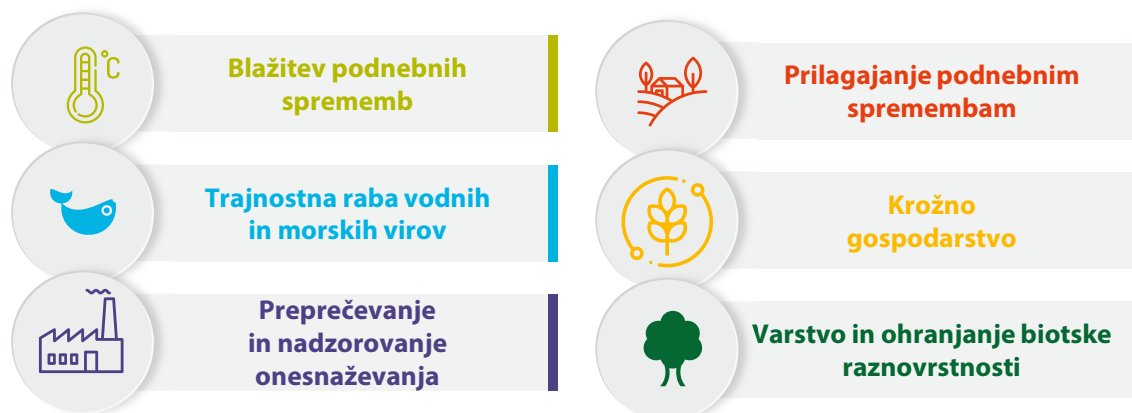 °C
Blažitev podnebnih
sprememb
Prilagajanje podnebnim
spremembam
Trajnostna raba vodnih
in morskih virov
Krožno
gospodarstvo
Preprečevanje
in nadzorovanje
onesnaževanja
Varstvo in ohranjanje biotske
raznovrstnosti